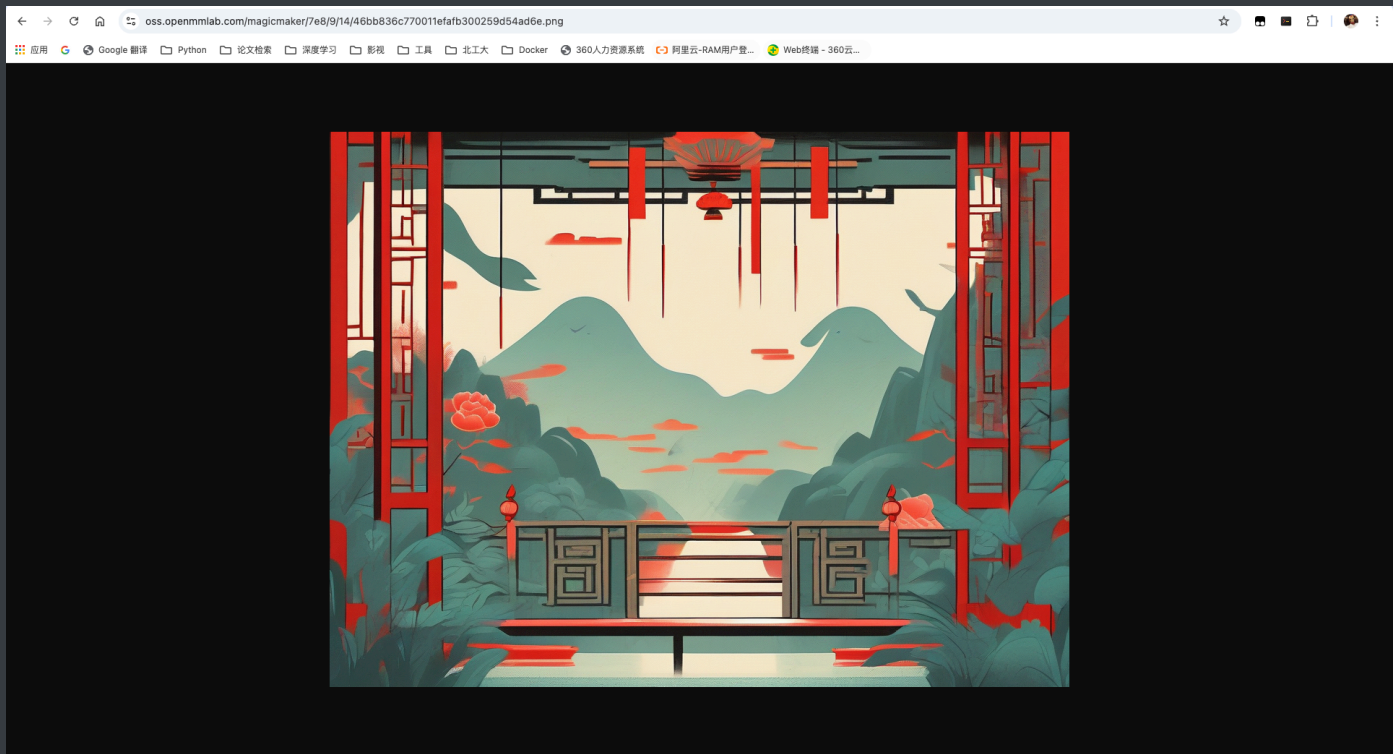 oss.openmmlab.com/magicmaker/7e8/9/14/46bb836c770011efafb300259d54ad6e.png
应用 Google 翻译 Python 论文检索 深度学习 影视 工具 北工大 Docker 360人力资源系统 阿里云-RAM用户登... Web终端 - 360云...